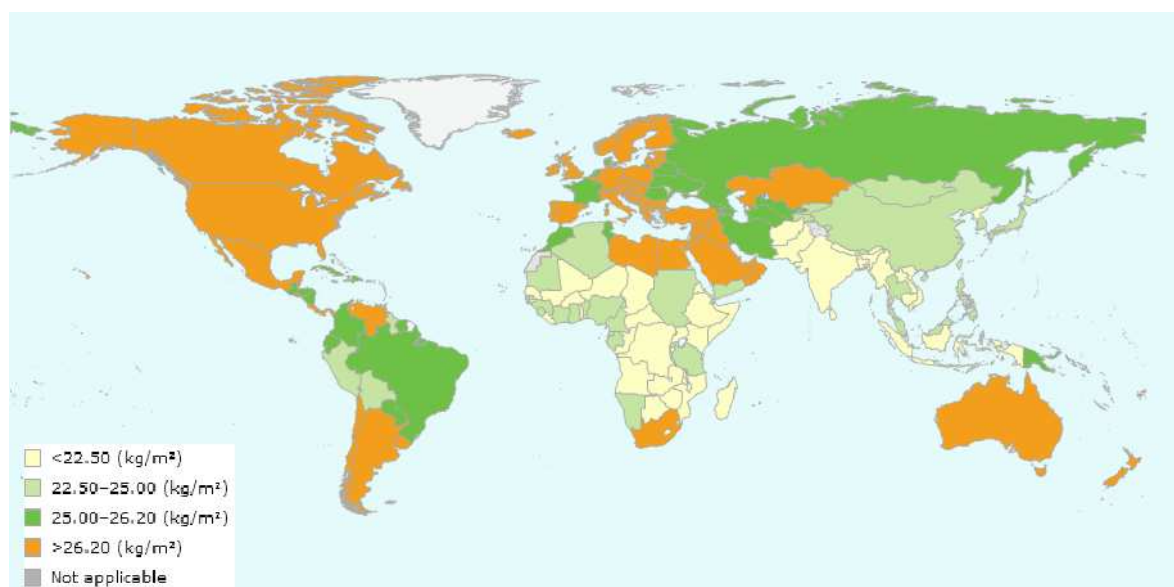 <22.50 (kg/m²)
22.50–25.00 (kg/m²)
25.00–26.20 (kg/m²)
>26.20 (kg/m²)
Not applicable